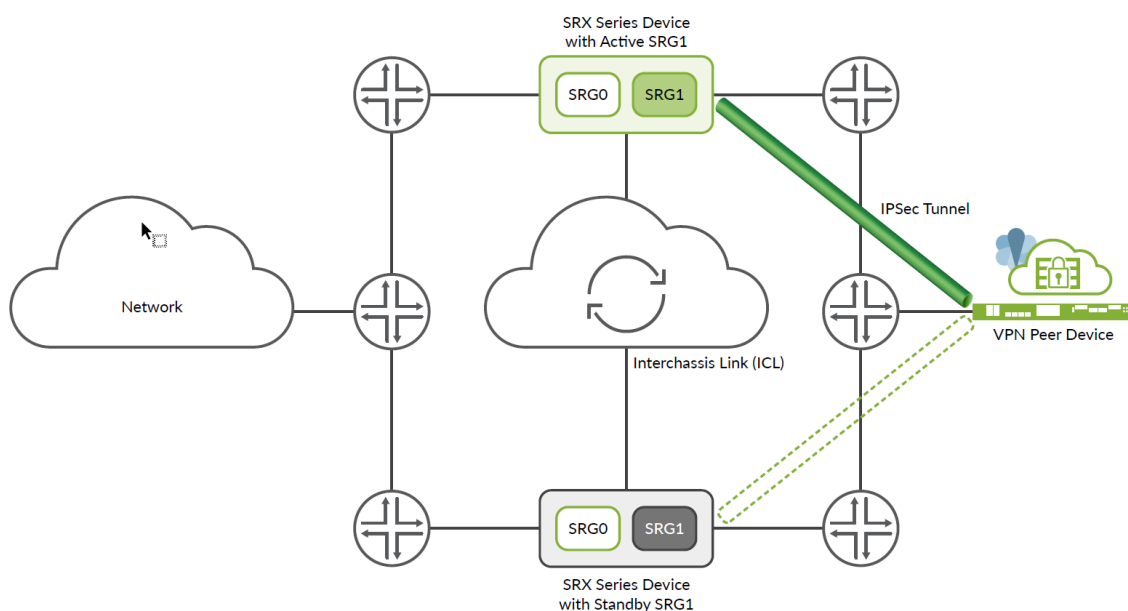 SRX Series Device
with Active SRG1
SRG0
SRG1
IPSec Tunnel
Network
VPN Peer Device
Interchassis Link (ICL)
SRG0
SRG1
SRX Series Device
with Standby SRG1